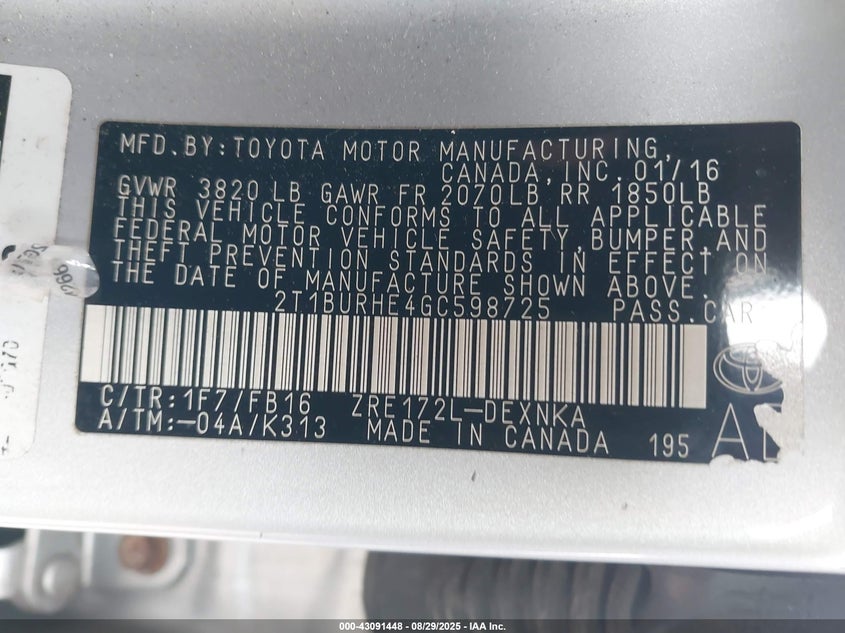 MFD.BY:TOYOTA MOTOR MANUFACTURING,
CANADA,INC.01/16
GVWR 3820 LB GAWR FR 2070LB RR 1850LB
THIS VEHICLE CONFORMS TO ALL APPLICABLE
FEDERAL MOTOR VEHICLE SAFETY,BUMPER,AND
THEFT PREVENTION STANDARDS IN EFFECT ON
THE DATE OF MANUFACTURE SHOWN ABOVE.
2T1BURHE4GC598725 PASS.CAR
C/TR:1F7/FB16 ZRE172L-DEXNKA
A/TM:-04A/K313 MADE IN CANADA 195
000-43091448 - 08/29/2025 - IAA Inc.